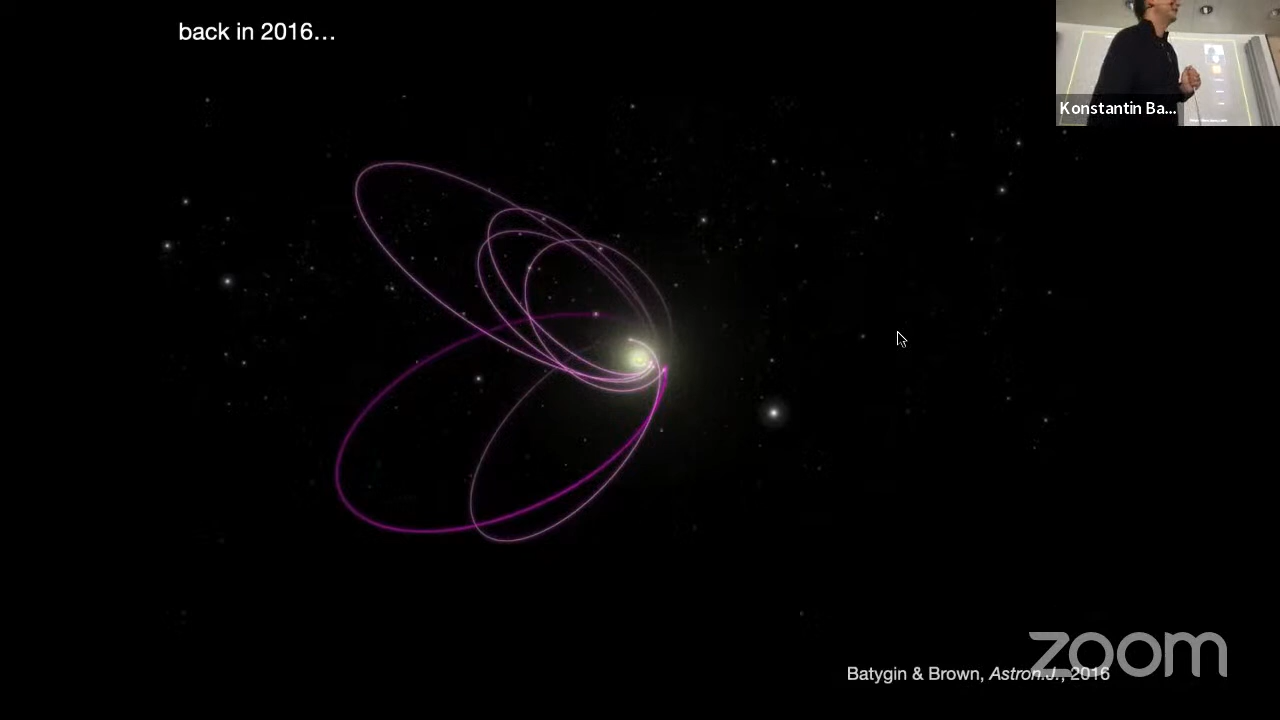 back in 2016…
Konstantin Ba...
zoom
Batygin & Brown, Astron.J., 2016